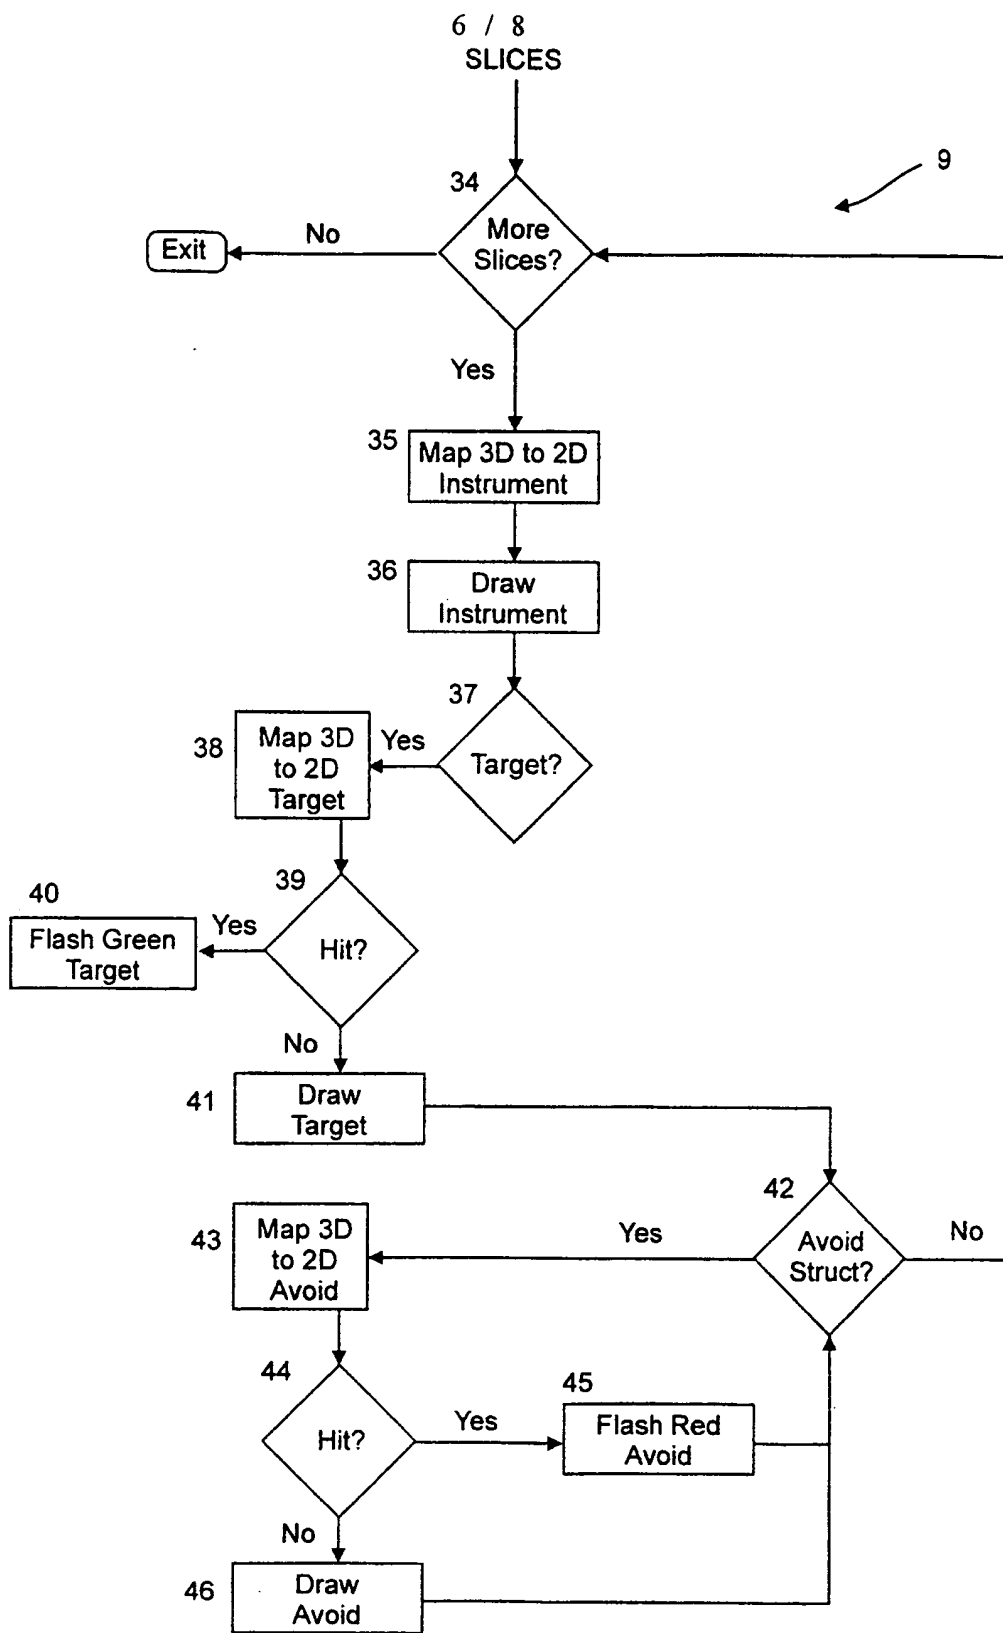 6 / 8
SLICES
9
34
More
Slices?
No
Exit
Yes
35
Map 3D to 2D
Instrument
36
Draw
Instrument
37
Target?
Yes
38
Map 3D
to 2D
Target
39
Hit?
Yes
40
Flash Green
Target
No
41
Draw
Target
42
Avoid
Struct?
No
Yes
43
Map 3D
to 2D
Avoid
44
Hit?
Yes
45
Flash Red
Avoid
No
46
Draw
Avoid